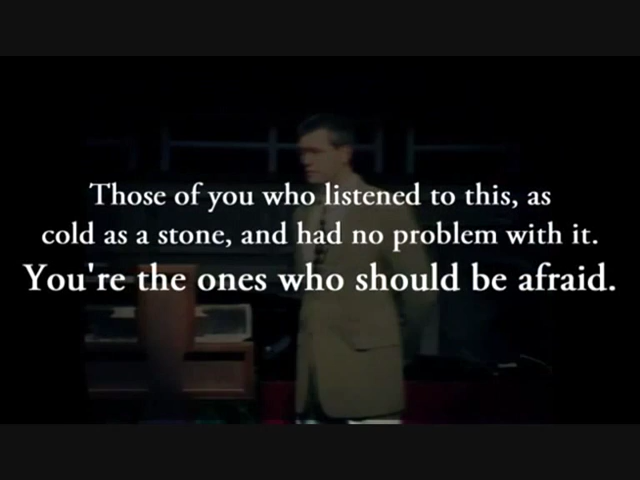 Those of you who listened to this, as
cold as a stone, and had no problem with it.
You're the ones who should be afraid.